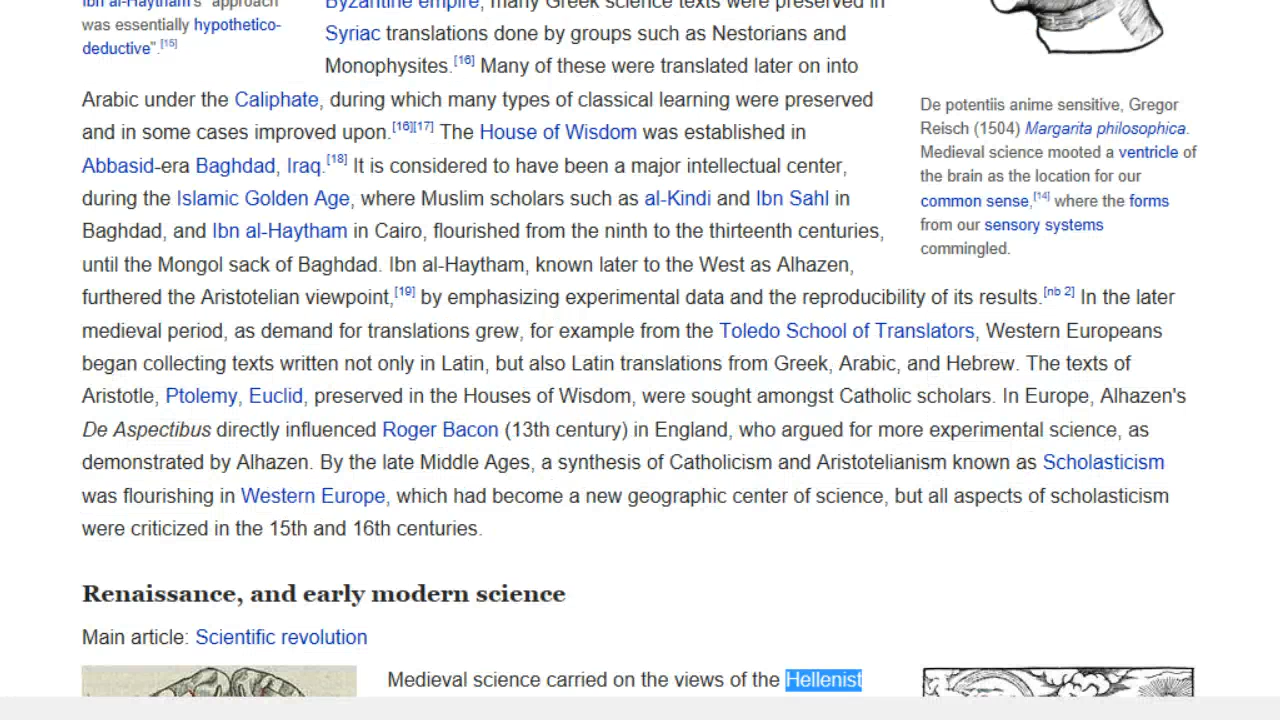 Ibn al-Haytham's "approach
was essentially hypothetico-
deductive".[15]
Byzantine empire, many Greek science texts were preserved in
Syriac translations done by groups such as Nestorians and
Monophysites.[16] Many of these were translated later on into
Arabic under the Caliphate, during which many types of classical learning were preserved
and in some cases improved upon.[16][17] The House of Wisdom was established in
Abbasid-era Baghdad, Iraq.[18] It is considered to have been a major intellectual center,
during the Islamic Golden Age, where Muslim scholars such as al-Kindi and Ibn Sahl in
Baghdad, and Ibn al-Haytham in Cairo, flourished from the ninth to the thirteenth centuries,
until the Mongol sack of Baghdad. Ibn al-Haytham, known later to the West as Alhazen,
furthered the Aristotelian viewpoint,[19] by emphasizing experimental data and the reproducibility of its results.[nb 2] In the later
medieval period, as demand for translations grew, for example from the Toledo School of Translators, Western Europeans
began collecting texts written not only in Latin, but also Latin translations from Greek, Arabic, and Hebrew. The texts of
Aristotle, Ptolemy, Euclid, preserved in the Houses of Wisdom, were sought amongst Catholic scholars. In Europe, Alhazen's
De Aspectibus directly influenced Roger Bacon (13th century) in England, who argued for more experimental science, as
demonstrated by Alhazen. By the late Middle Ages, a synthesis of Catholicism and Aristotelianism known as Scholasticism
was flourishing in Western Europe, which had become a new geographic center of science, but all aspects of scholasticism
were criticized in the 15th and 16th centuries.
De potentiis anime sensitive, Gregor
Reisch (1504) Margarita philosophica.
Medieval science mooted a ventricle of
the brain as the location for our
common sense,[14] where the forms
from our sensory systems
commingled.
Renaissance, and early modern science
Main article: Scientific revolution
Medieval science carried on the views of the Hellenist